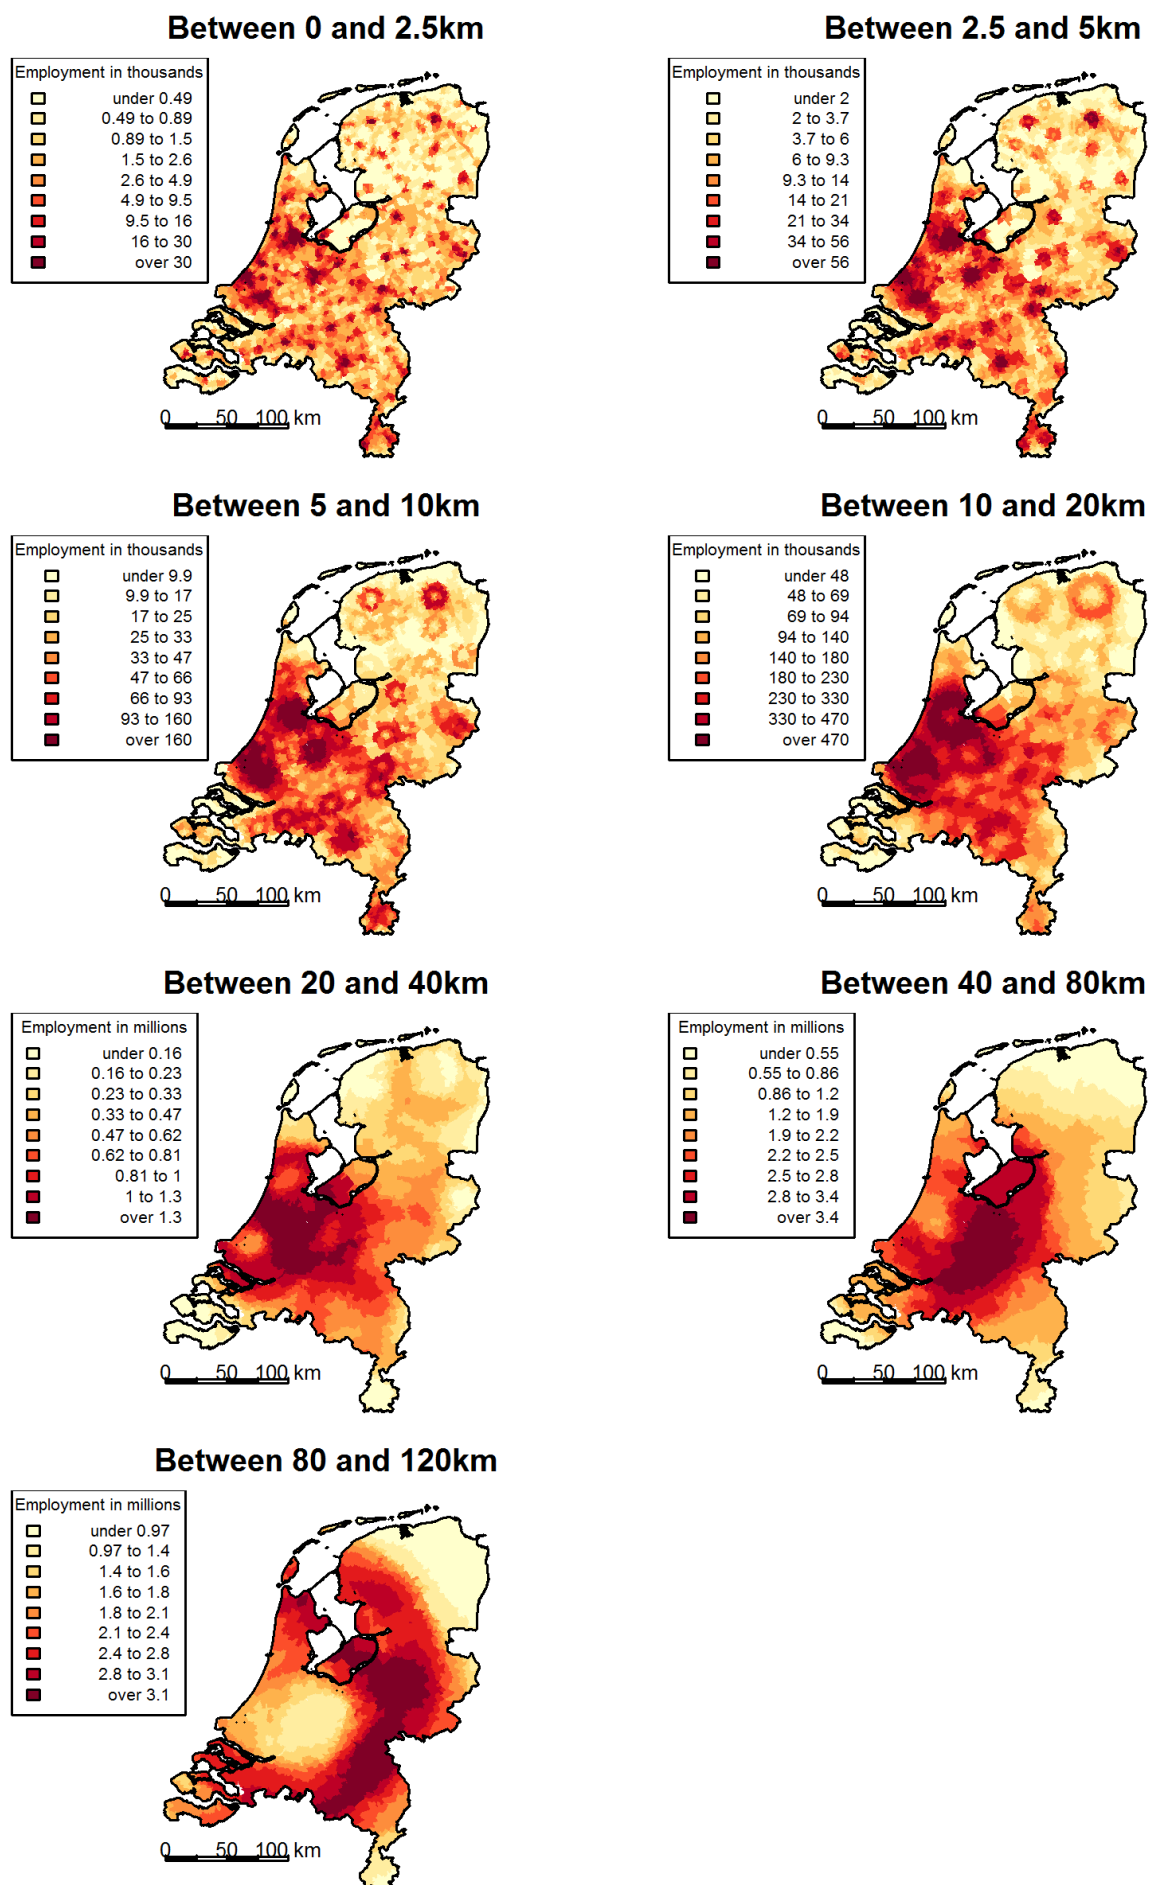 Between 0 and 2.5km
Employment in thousands
under 0.49
0.49 to 0.89
0.89 to 1.5
1.5 to 2.6
2.6 to 4.9
4.9 to 9.5
9.5 to 16
16 to 30
over 30
0 50 100 km
Between 2.5 and 5km
Employment in thousands
under 2
2 to 3.7
3.7 to 6
6 to 9.3
9.3 to 14
14 to 21
21 to 34
34 to 56
over 56
0 50 100 km
Between 5 and 10km
Employment in thousands
under 9.9
9.9 to 17
17 to 25
25 to 33
33 to 47
47 to 66
66 to 93
93 to 160
over 160
0 50 100 km
Between 10 and 20km
Employment in thousands
under 48
48 to 69
69 to 94
94 to 140
140 to 180
180 to 230
230 to 330
330 to 470
over 470
0 50 100 km
Between 20 and 40km
Employment in millions
under 0.16
0.16 to 0.23
0.23 to 0.33
0.33 to 0.47
0.47 to 0.62
0.62 to 0.81
0.81 to 1
1 to 1.3
over 1.3
0 50 100 km
Between 40 and 80km
Employment in millions
under 0.55
0.55 to 0.86
0.86 to 1.2
1.2 to 1.9
1.9 to 2.2
2.2 to 2.5
2.5 to 2.8
2.8 to 3.4
over 3.4
0 50 100 km
Between 80 and 120km
Employment in millions
under 0.97
0.97 to 1.4
1.4 to 1.6
1.6 to 1.8
1.8 to 2.1
2.1 to 2.4
2.4 to 2.8
2.8 to 3.1
over 3.1
0 50 100 km